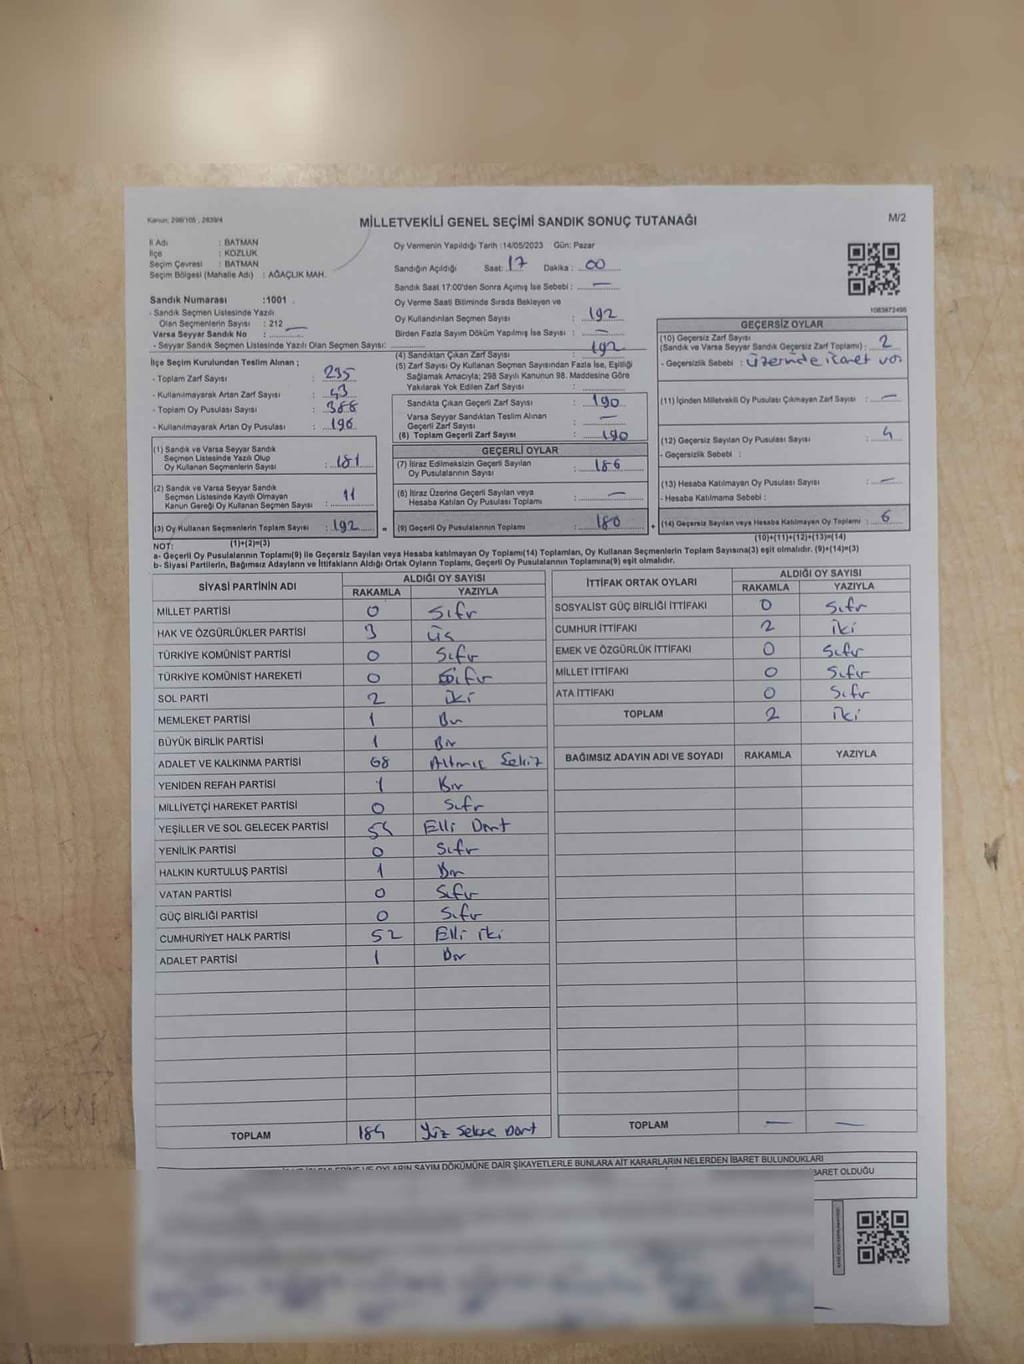 Kanun: 298/105 , 2839/4
MİLLETVEKİLİ GENEL SEÇİMİ SANDIK SONUÇ TUTANAĞI
M/2
İl Adı : BATMAN
İlçe : KOZLUK
Seçim Çevresi : BATMAN
Seçim Bölgesi (Mahalle Adı) : AĞAÇLIK MAH.
Sandık Numarası :1001
- Sandık Seçmen Listesinde Yazılı
Olan Seçmenlerin Sayısı : 212
Varsa Seyyar Sandık No :
- Seyyar Sandık Seçmen Listesinde Yazılı Olan Seçmen Sayısı:
İlçe Seçim Kurulundan Teslim Alınan ;
- Toplam Zarf Sayısı : 235
- Kullanılmayarak Artan Zarf Sayısı : 43
- Toplam Oy Pusulası Sayısı : 388
- Kullanılmayarak Artan Oy Pusulası : 196
(1) Sandık ve Varsa Seyyar Sandık
Seçmen Listesinde Yazılı Olup
Oy Kullanan Seçmenlerin Sayısı : 181
(2) Sandık ve Varsa Seyyar Sandık
Seçmen Listesinde Kayıtlı Olmayan
Kanun Gereği Oy Kullanan Seçmen Sayısı : 11
(3) Oy Kullanan Seçmenlerin Toplam Sayısı : 192 =
(1)+(2)=(3)
Oy Vermenin Yapıldığı Tarih :14/05/2023 Gün: Pazar
Sandığın Açıldığı Saat: 17 Dakika : 00
Sandık Saat 17:00'den Sonra Açımış İse Sebebi : —
Oy Verme Saati Bitiminde Sırada Bekleyen ve
Oy Kullandırılan Seçmen Sayısı : 192
Birden Fazla Sayım Döküm Yapılmış İse Sayısı : —
(4) Sandıktan Çıkan Zarf Sayısı : 192
(5) Zarf Sayısı Oy Kullanan Seçmen Sayısından Fazla İse, Eşitliği
Sağlamak Amacıyla; 298 Sayılı Kanunun 98. Maddesine Göre
Yakılarak Yok Edilen Zarf Sayısı :
Sandıkta Çıkan Geçerli Zarf Sayısı : 190
Varsa Seyyar Sandıktan Teslim Alınan
Geçerli Zarf Sayısı : —
(6) Toplam Geçerli Zarf Sayısı : 190
GEÇERLİ OYLAR
(7) İtiraz Edilmeksizin Geçerli Sayılan
Oy Pusulalarının Sayısı : 186
(8) İtiraz Üzerine Geçerli Sayılan veya
Hesaba Katılan Oy Pusulası Toplamı : —
(9) Geçerli Oy Pusulalarının Toplamı : 180 +
1083872498
GEÇERSİZ OYLAR
(10) Geçersiz Zarf Sayısı
(Sandık ve Varsa Seyyar Sandık Geçersiz Zarf Toplamı) : 2
- Geçersizlik Sebebi : üzerinde işaret var
(11) İçinden Milletvekili Oy Pusulası Çıkmayan Zarf Sayısı : —
(12) Geçersiz Sayılan Oy Pusulası Sayısı : 4
- Geçersizlik Sebebi :
(13) Hesaba Katılmayan Oy Pusulası Sayısı : —
- Hesaba Katılmama Sebebi :
(14) Geçersiz Sayılan veya Hesaba Katılmayan Oy Toplamı : 6
(10)+(11)+(12)+(13)=(14)
NOT:
a- Geçerli Oy Pusulalarının Toplamı(9) ile Geçersiz Sayılan veya Hesaba katılmayan Oy Toplamı(14) Toplamları, Oy Kullanan Seçmenlerin Toplam Sayısına(3) eşit olmalıdır. (9)+(14)=(3)
b- Siyasi Partilerin, Bağımsız Adayların ve İttifakların Aldığı Oyların Toplamı, Geçerli Oy Pusulalarının Toplamına(9) eşit olmalıdır.
SİYASİ PARTİNİN ADI ALDIĞI OY SAYISI
RAKAMLA YAZIYLA
MİLLET PARTİSİ 0 Sıfır
HAK VE ÖZGÜRLÜKLER PARTİSİ 3 Üç
TÜRKİYE KOMÜNİST PARTİSİ 0 Sıfır
TÜRKİYE KOMÜNİST HAREKETİ 0 Sıfır
SOL PARTİ 2 iki
MEMLEKET PARTİSİ 1 Bir
BÜYÜK BİRLİK PARTİSİ 1 Bir
ADALET VE KALKINMA PARTİSİ 68 Altmış Sekiz
YENİDEN REFAH PARTİSİ 1 Bir
MİLLİYETÇİ HAREKET PARTİSİ 0 Sıfır
YEŞİLLER VE SOL GELECEK PARTİSİ 54 Elli Dört
YENİLİK PARTİSİ 0 Sıfır
HALKIN KURTULUŞ PARTİSİ 1 Bir
VATAN PARTİSİ 0 Sıfır
GÜÇ BİRLİĞİ PARTİSİ 0 Sıfır
CUMHURİYET HALK PARTİSİ 52 Elli iki
ADALET PARTİSİ 1 Bir
TOPLAM 184 Yüz Seksen Dört
İTTİFAK ORTAK OYLARI ALDIĞI OY SAYISI
RAKAMLA YAZIYLA
SOSYALİST GÜÇ BİRLİĞİ İTTİFAKI 0 Sıfır
CUMHUR İTTİFAKI 2 iki
EMEK VE ÖZGÜRLÜK İTTİFAKI 0 Sıfır
MİLLET İTTİFAKI 0 Sıfır
ATA İTTİFAKI 0 Sıfır
TOPLAM 2 iki
BAĞIMSIZ ADAYIN ADI VE SOYADI RAKAMLA YAZIYLA
TOPLAM — —
OYLARIN SAYIM DÖKÜMÜNE DAİR ŞİKAYETLERLE BUNLARA AİT KARARLARIN NELERDEN İBARET BULUNDUKLARI
İBARET OLDUĞU